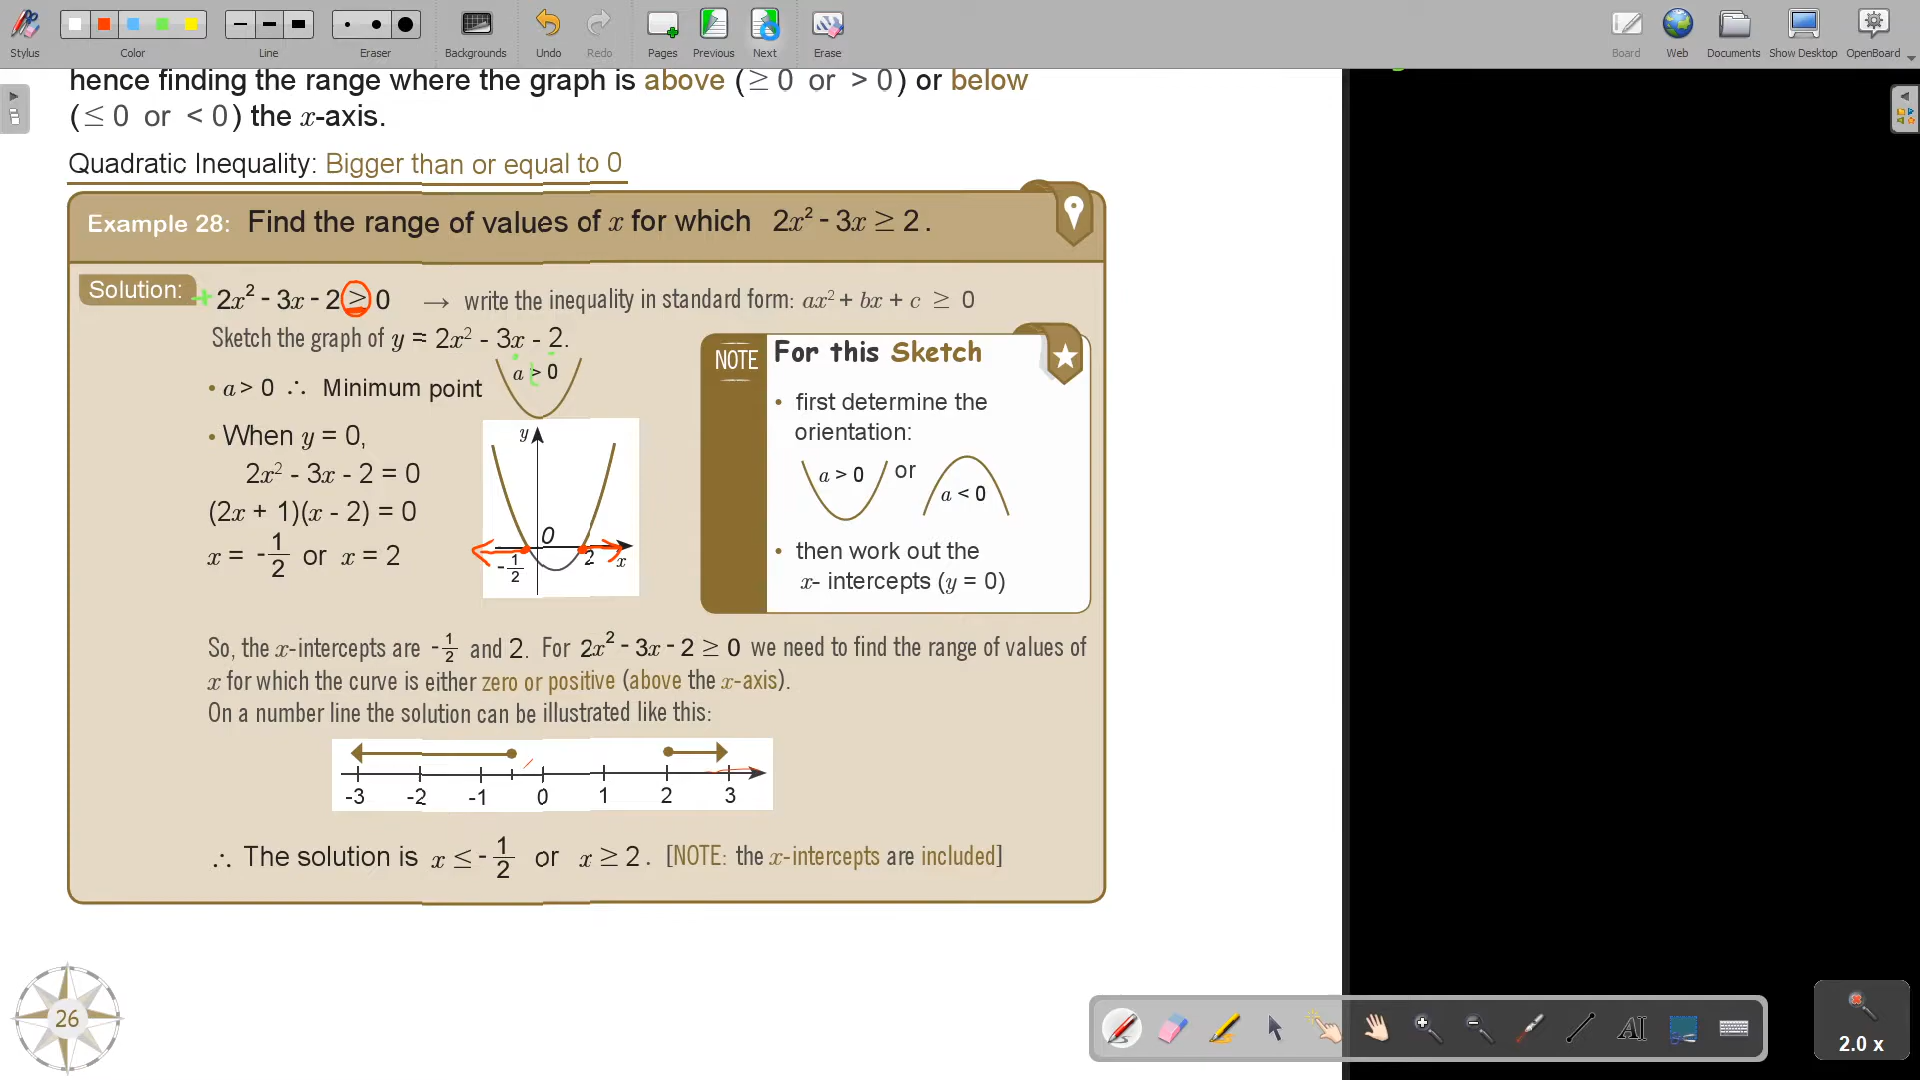 Stylus
Color
Line
Eraser
Backgrounds
Undo
Redo
Pages
Previous
Next
Erase
Board
Web
Documents
Show Desktop
OpenBoard
hence finding the range where the graph is above (≥ 0 or > 0) or below
(≤ 0 or < 0) the x-axis.
Quadratic Inequality: Bigger than or equal to 0
Example 28: Find the range of values of x for which 2x² - 3x ≥ 2.
Solution: + 2x² - 3x - 2 ≥ 0 → write the inequality in standard form: ax² + bx + c ≥ 0
Sketch the graph of y = 2x² - 3x - 2.
• a > 0 ∴ Minimum point
a > 0
• When y = 0,
2x² - 3x - 2 = 0
(2x + 1)(x - 2) = 0
x = -1/2 or x = 2
y
0
-1/2
2
x
NOTE
For this Sketch
• first determine the
orientation:
a > 0 or a < 0
• then work out the
x- intercepts (y = 0)
So, the x-intercepts are -1/2 and 2. For 2x² - 3x - 2 ≥ 0 we need to find the range of values of
x for which the curve is either zero or positive (above the x-axis).
On a number line the solution can be illustrated like this:
-3 -2 -1 0 1 2 3
∴ The solution is x ≤ -1/2 or x ≥ 2. [NOTE: the x-intercepts are included]
26
AI
2.0 x